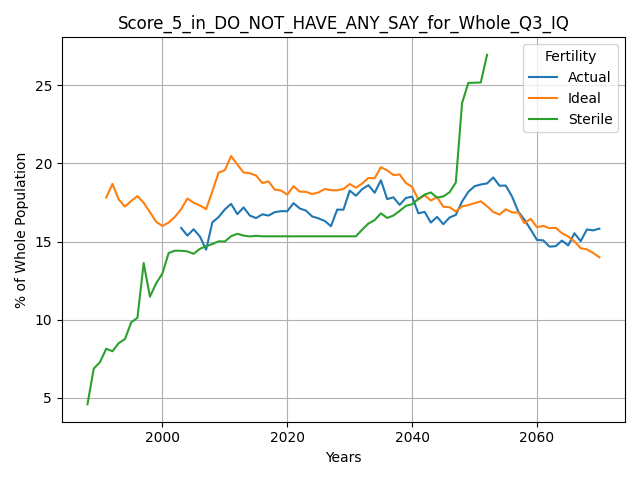 Score_5_in_DO_NOT_HAVE_ANY_SAY_for_Whole_Q3_IQ
Fertility
Actual
Ideal
Sterile
% of Whole Population
25
20
15
10
5
2000
2020
2040
2060
Years